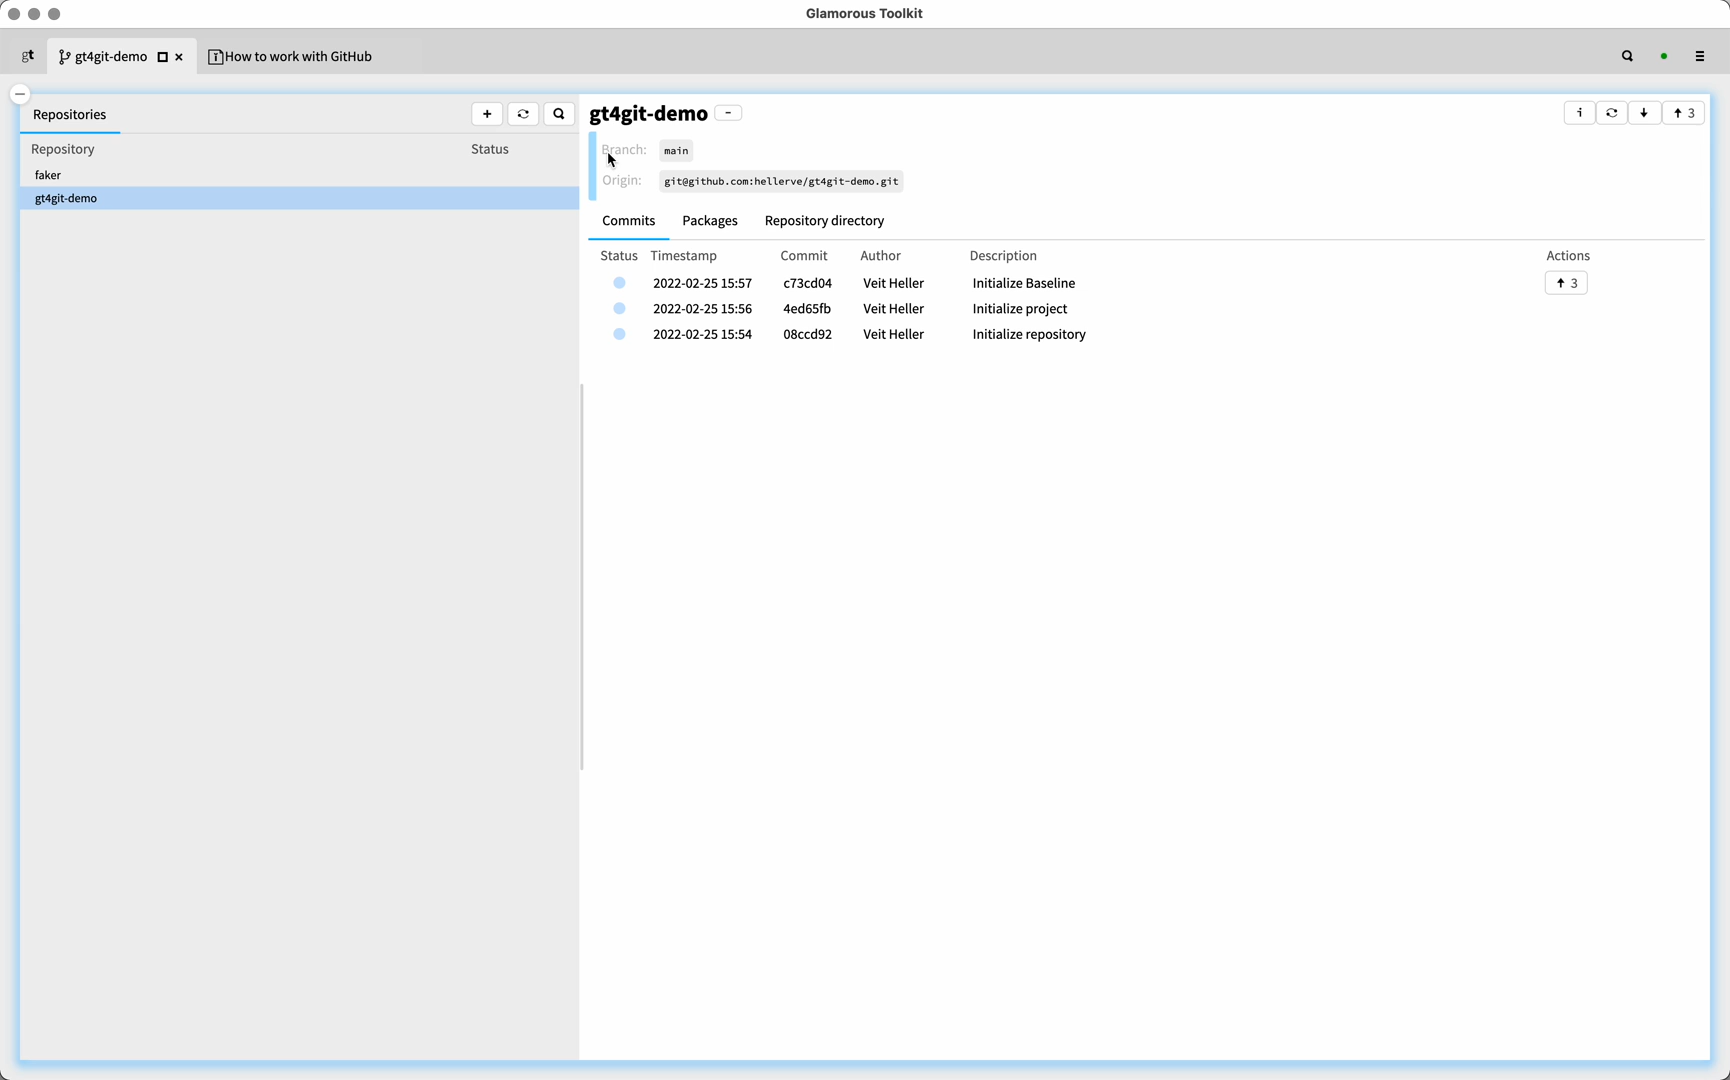 Glamorous Toolkit
gt gt4git-demo How to work with GitHub
Repositories
Repository Status
faker
gt4git-demo
gt4git-demo
i 3
Branch: main
Origin: git@github.com:hellerve/gt4git-demo.git
Commits Packages Repository directory
Status Timestamp Commit Author Description Actions
2022-02-25 15:57 c73cd04 Veit Heller Initialize Baseline 3
2022-02-25 15:56 4ed65fb Veit Heller Initialize project
2022-02-25 15:54 08ccd92 Veit Heller Initialize repository